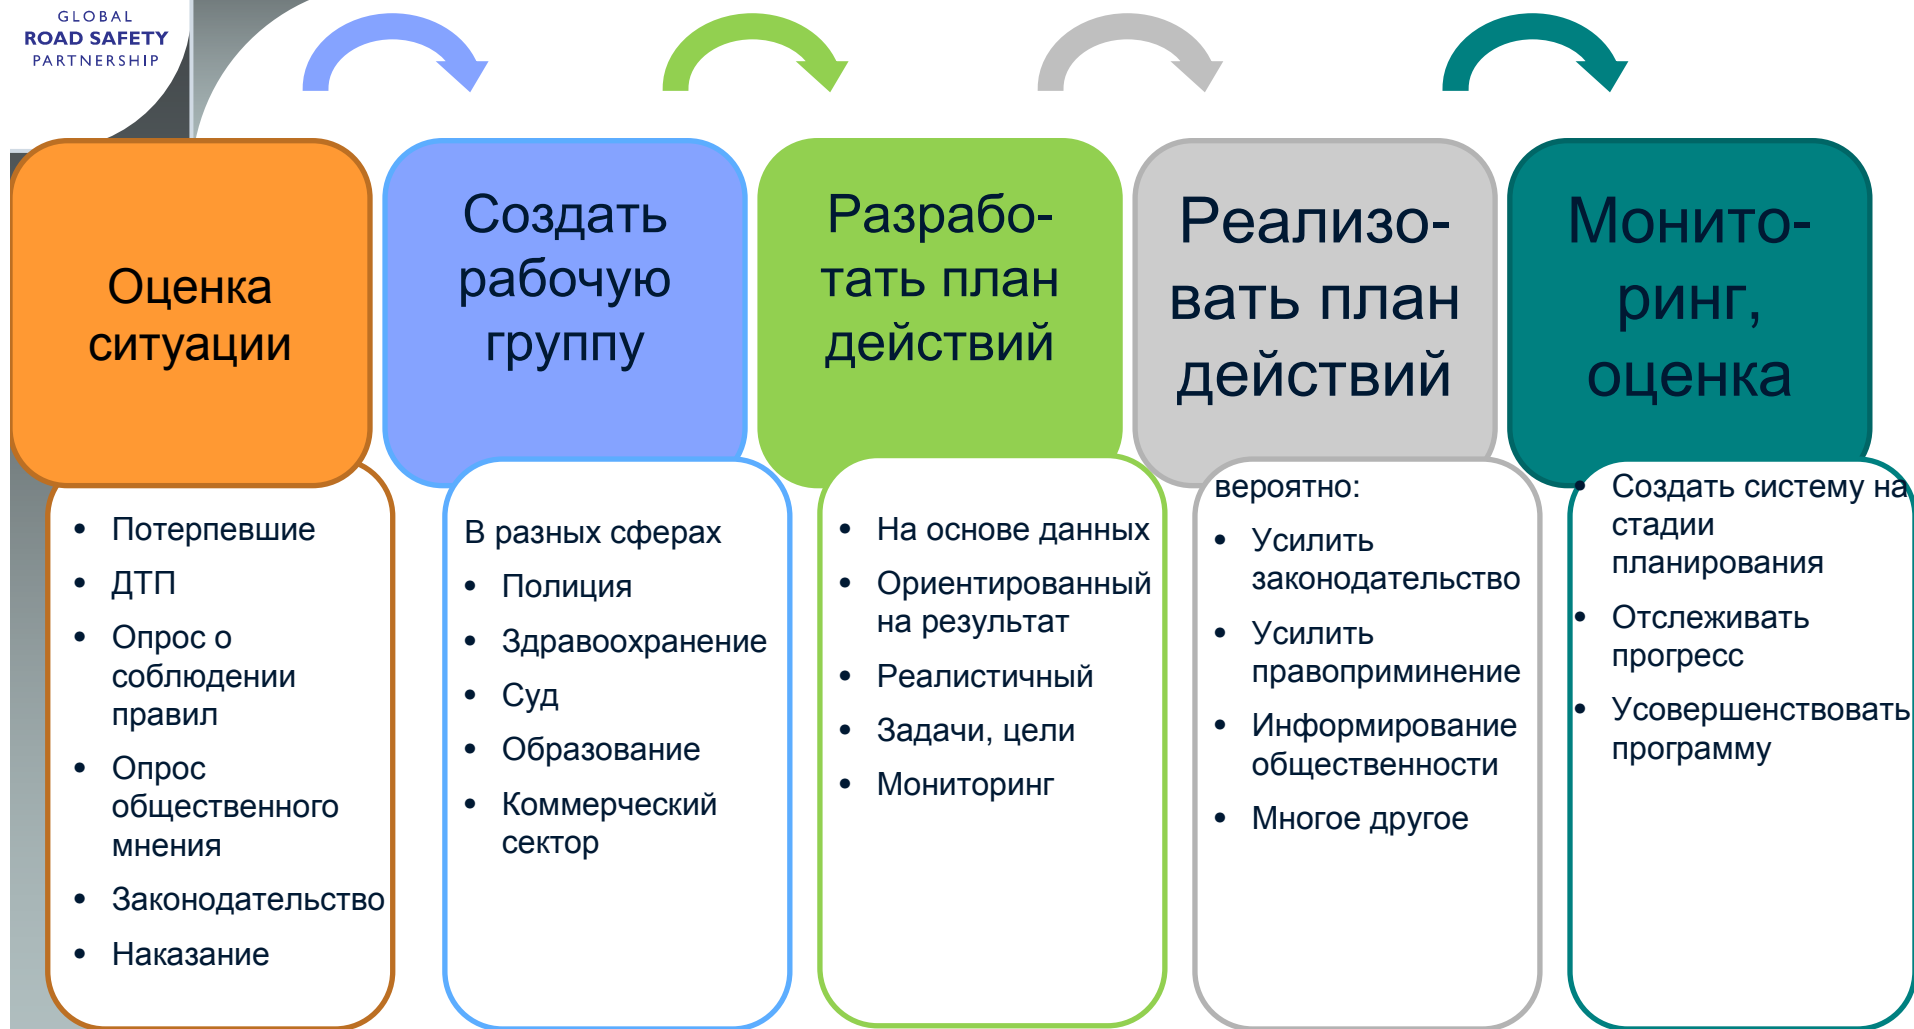 GLOBAL
ROAD SAFETY
PARTNERSHIP
Оценка
ситуации
• Потерпевшие
• ДТП
• Опрос о
соблюдении
правил
• Опрос
общественного
мнения
• Законодательство
• Наказание
Создать
рабочую
группу
В разных сферах
• Полиция
• Здравоохранение
• Суд
• Образование
• Коммерческий
сектор
Разрабо-
тать план
действий
• На основе данных
• Ориентированный
на результат
• Реалистичный
• Задачи, цели
• Мониторинг
Реализо-
вать план
действий
вероятно:
• Усилить
законодательство
• Усилить
правоприминение
• Информирование
общественности
• Многое другое
Монито-
ринг,
оценка
• Создать систему на
стадии
планирования
• Отслеживать
прогресс
• Усовершенствовать
программу